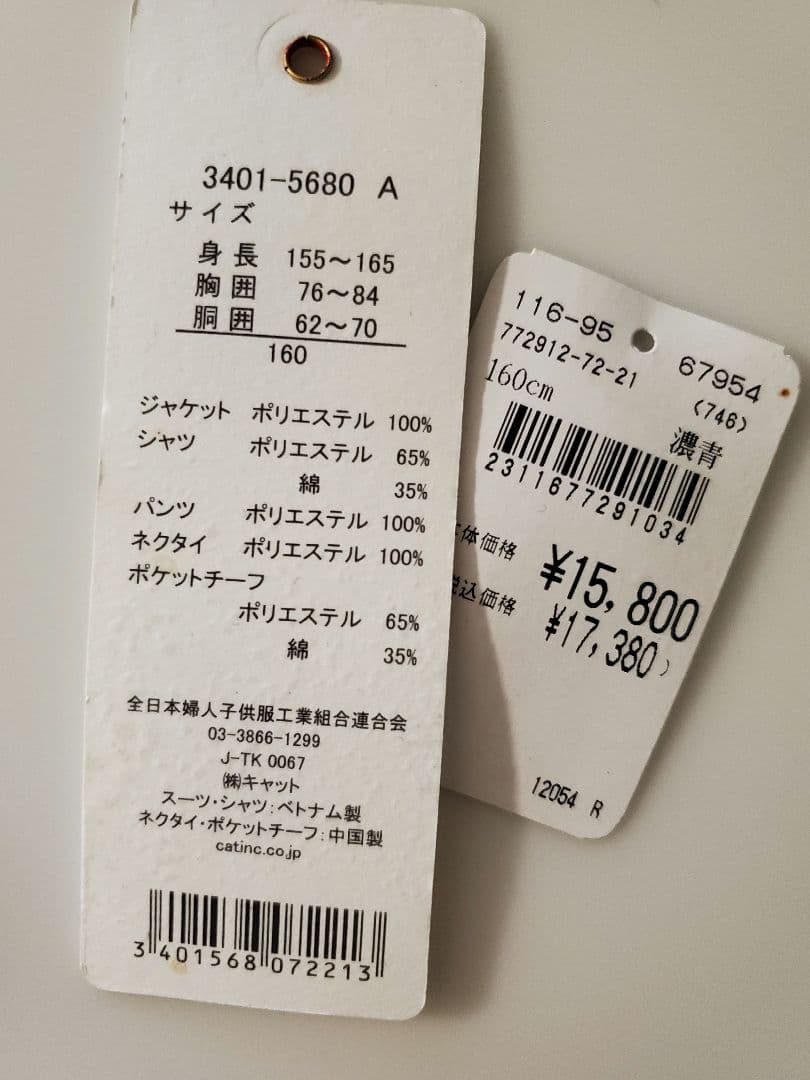 3401-5680 A
サイズ
身長 155～165
胸囲 76～84
胴囲 62～70
160
ジャケット ポリエステル 100%
シャツ ポリエステル 65%
綿 35%
パンツ ポリエステル 100%
ネクタイ ポリエステル 100%
ポケットチーフ
ポリエステル 65%
綿 35%
全日本婦人子供服工業組合連合会
03-3866-1299
J-TK 0067
㈱キャット
スーツ・シャツ:ベトナム製
ネクタイ・ポケットチーフ:中国製
catinc.co.jp
3 401568 072213
116-95 67954
772912-72-21 〈746〉
160cm 濃青
2311677291034
体価格 ¥15,800
込価格 ¥17,380)
12054 R